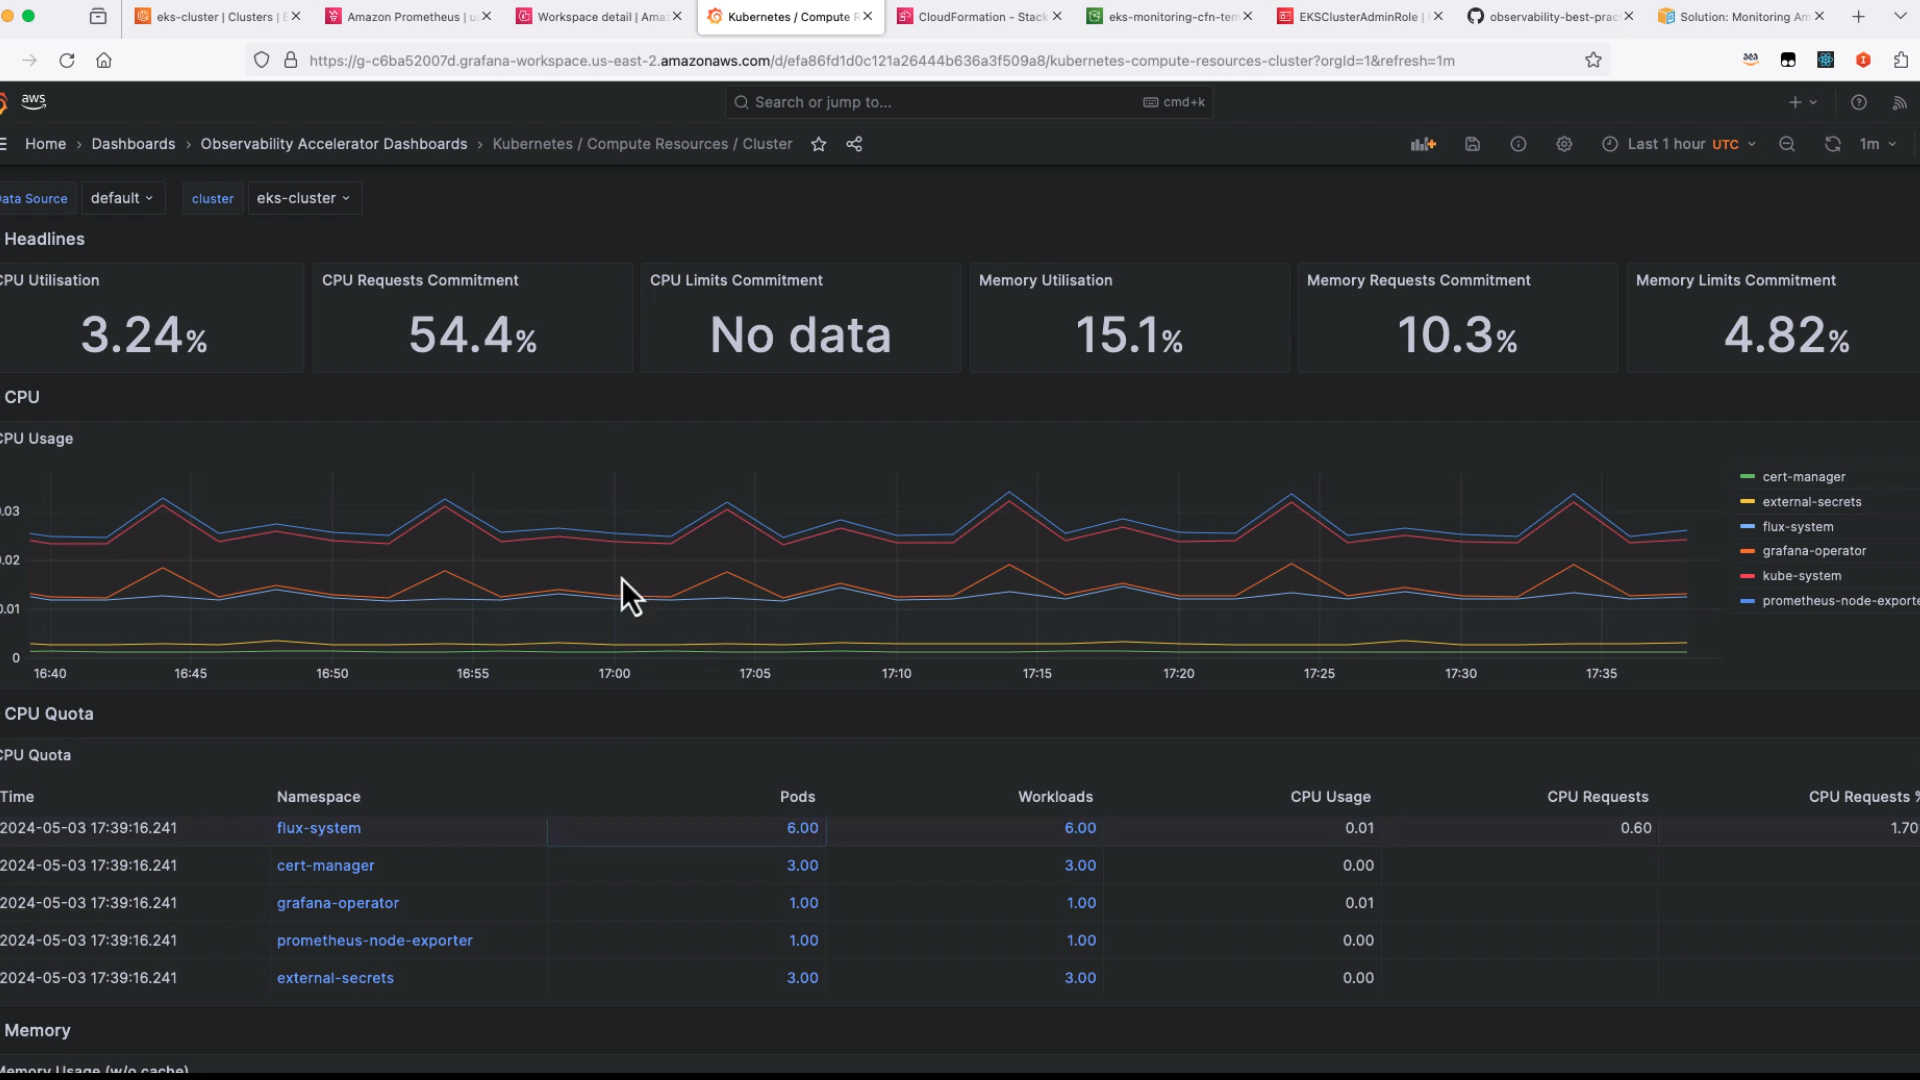 eks-cluster | Clusters | E
Amazon Prometheus | u
Workspace detail | Ama
Kubernetes / Compute R
CloudFormation - Stack
eks-monitoring-cfn-tem
EKSClusterAdminRole |
observability-best-prac
Solution: Monitoring Am
https://g-c6ba52007d.grafana-workspace.us-east-2.amazonaws.com/d/efa86fd1d0c121a26444b636a3f509a8/kubernetes-compute-resources-cluster?orgId=1&refresh=1m
aws
Search or jump to...
cmd+k
Home > Dashboards > Observability Accelerator Dashboards > Kubernetes / Compute Resources / Cluster
Last 1 hour UTC
1m
ata Source
default
cluster
eks-cluster
Headlines
CPU Utilisation
CPU Requests Commitment
CPU Limits Commitment
Memory Utilisation
Memory Requests Commitment
Memory Limits Commitment
3.24%
54.4%
No data
15.1%
10.3%
4.82%
CPU
CPU Usage
.03
0.02
0.01
0
16:40 16:45 16:50 16:55 17:00 17:05 17:10 17:15 17:20 17:25 17:30 17:35
cert-manager
external-secrets
flux-system
grafana-operator
kube-system
prometheus-node-exporte
CPU Quota
CPU Quota
Time Namespace Pods Workloads CPU Usage CPU Requests CPU Requests %
2024-05-03 17:39:16.241 flux-system 6.00 6.00 0.01 0.60 1.70
2024-05-03 17:39:16.241 cert-manager 3.00 3.00 0.00
2024-05-03 17:39:16.241 grafana-operator 1.00 1.00 0.01
2024-05-03 17:39:16.241 prometheus-node-exporter 1.00 1.00 0.00
2024-05-03 17:39:16.241 external-secrets 3.00 3.00 0.00
Memory
Memory Usage (w/o cache)